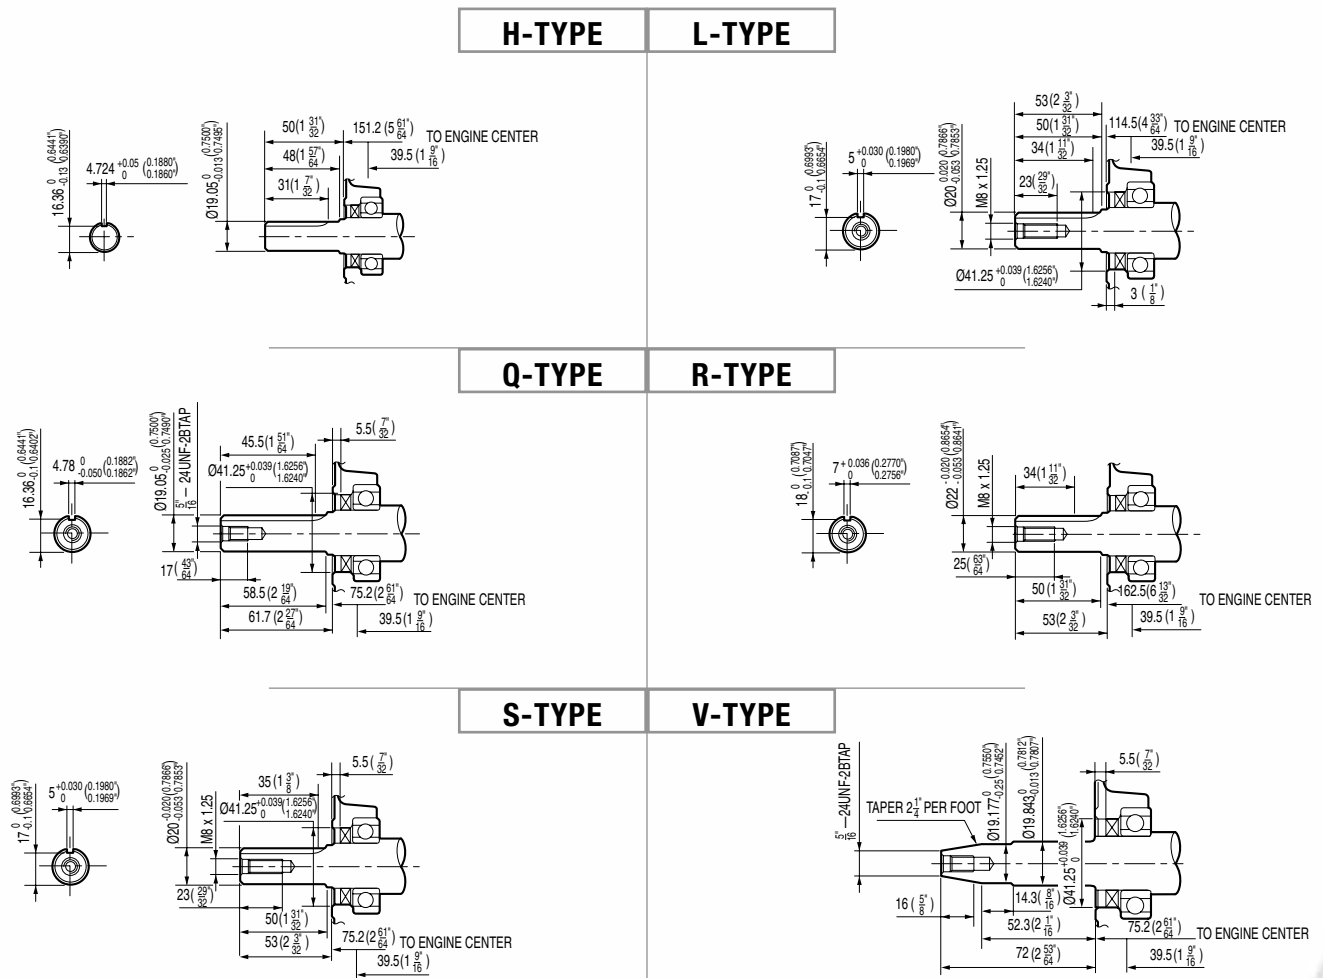 H-TYPE
50(1 31/32")
151.2 (5 61/64")
TO ENGINE CENTER
48(1 57/64")
39.5 (1 9/16")
31(1 7/32")
4.724 +0.05 0 (0.1880" 0.1860")
16.36 0 -0.13 (0.6441" 0.6390")
Ø19.05 0 -0.013 (0.7500" 0.7495")
L-TYPE
53(2 3/32")
50(1 31/32")
114.5(4 33/64")
TO ENGINE CENTER
34(1 11/32")
39.5 (1 9/16")
23(29/32")
5 +0.030 0 (0.1980" 0.1969")
17 0 -0.1 (0.6993" 0.6654")
Ø20 0.020 -0.053 (0.7866" 0.7853")
M8 x 1.25
Ø41.25 +0.039 0 (1.6256" 1.6240")
3 (1/8")
Q-TYPE
5.5(7/32")
45.5(1 51/64")
Ø41.25 +0.039 0 (1.6256" 1.6240")
4.78 0 -0.050 (0.1882" 0.1862")
16.36 0 -0.1 (0.6441" 0.6402")
Ø19.05 0 -0.025 (0.7500" 0.7490")
5/16" — 24UNF-2BTAP
17(43/64")
58.5(2 19/64")
75.2(2 61/64")
TO ENGINE CENTER
61.7(2 27/64")
39.5(1 9/16")
R-TYPE
7 +0.036 0 (0.2770" 0.2756")
18 0 -0.1 (0.7087" 0.7047")
Ø22 -0.020 -0.053 (0.8654" 0.8641")
M8 x 1.25
34(1 11/32")
25(63/64")
50(1 31/32")
162.5(6 13/32")
TO ENGINE CENTER
53(2 3/32")
39.5 (1 9/16")
S-TYPE
5.5(7/32")
35(1 3/8")
Ø41.25 +0.039 0 (1.6256" 1.6240")
5 +0.030 0 (0.1980" 0.1969")
17 0 -0.1 (0.6993" 0.6654")
Ø20 -0.020 -0.053 (0.7866" 0.7853")
M8 x 1.25
50(1 31/32")
53(2 3/32")
75.2(2 61/64")
TO ENGINE CENTER
39.5(1 9/16")
V-TYPE
5.5(7/32")
5/16" —24UNF-2BTAP
TAPER 2 1/4" PER FOOT
Ø19.177 0 -0.25 (0.7550" 0.7452")
Ø19.843 0 -0.013 (0.7812" 0.7807")
Ø41.25 +0.039 0 (1.6256" 1.6240")
16(5/8")
14.3(8/16")
52.3(2 1/16")
75.2(2 61/64")
TO ENGINE CENTER
72(2 53/64")
39.5(1 9/16")